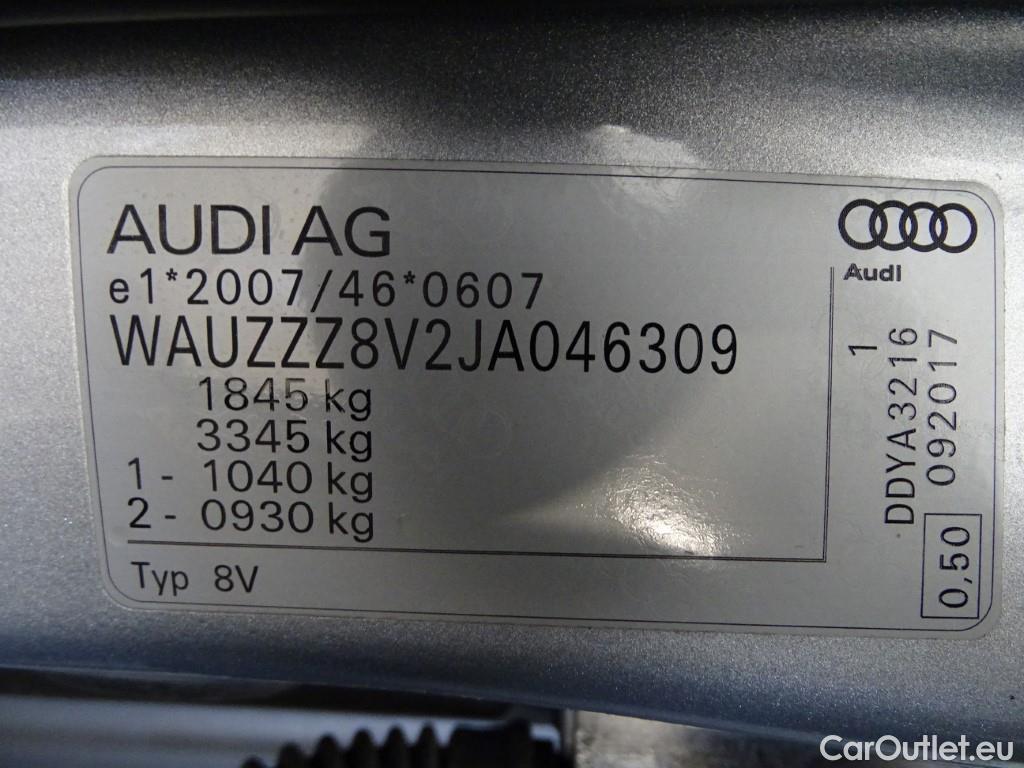 AUDI AG
e1*2007/46*0607
WAUZZZ8V2JA046309
1845 kg
3345 kg
1 - 1040 kg
2 - 0930 kg
Typ 8V
Audi
1
DDYA3216
092017
0,50
CarOutlet.eu